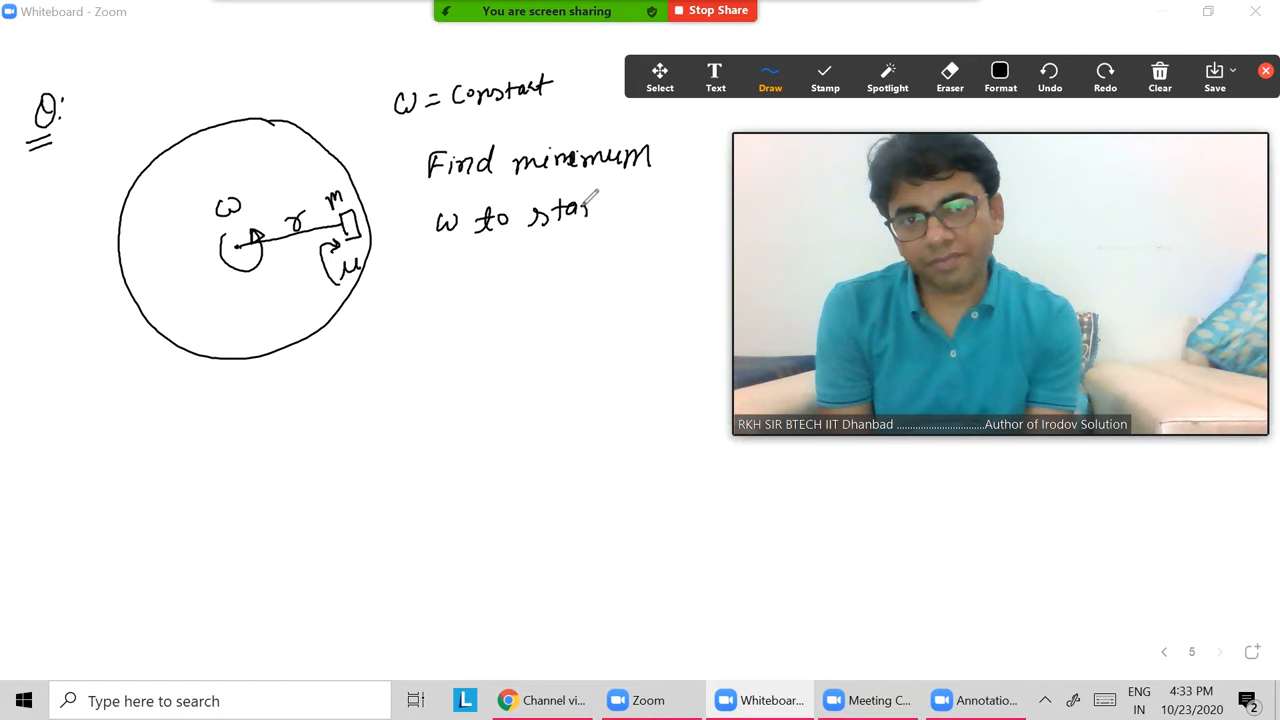 Whiteboard - Zoom
You are screen sharing
Stop Share
Select
Text
Draw
Stamp
Spotlight
Eraser
Format
Undo
Redo
Clear
Save
Q:
ω = Constant
Find minimum
ω to star
ω
r
m
μ
RKH SIR BTECH IIT Dhanbad ................................Author of Irodov Solution
5
Type here to search
L
Channel vi...
Zoom
Whiteboar...
Meeting C...
Annotatio...
ENG
IN
4:33 PM
10/23/2020
2